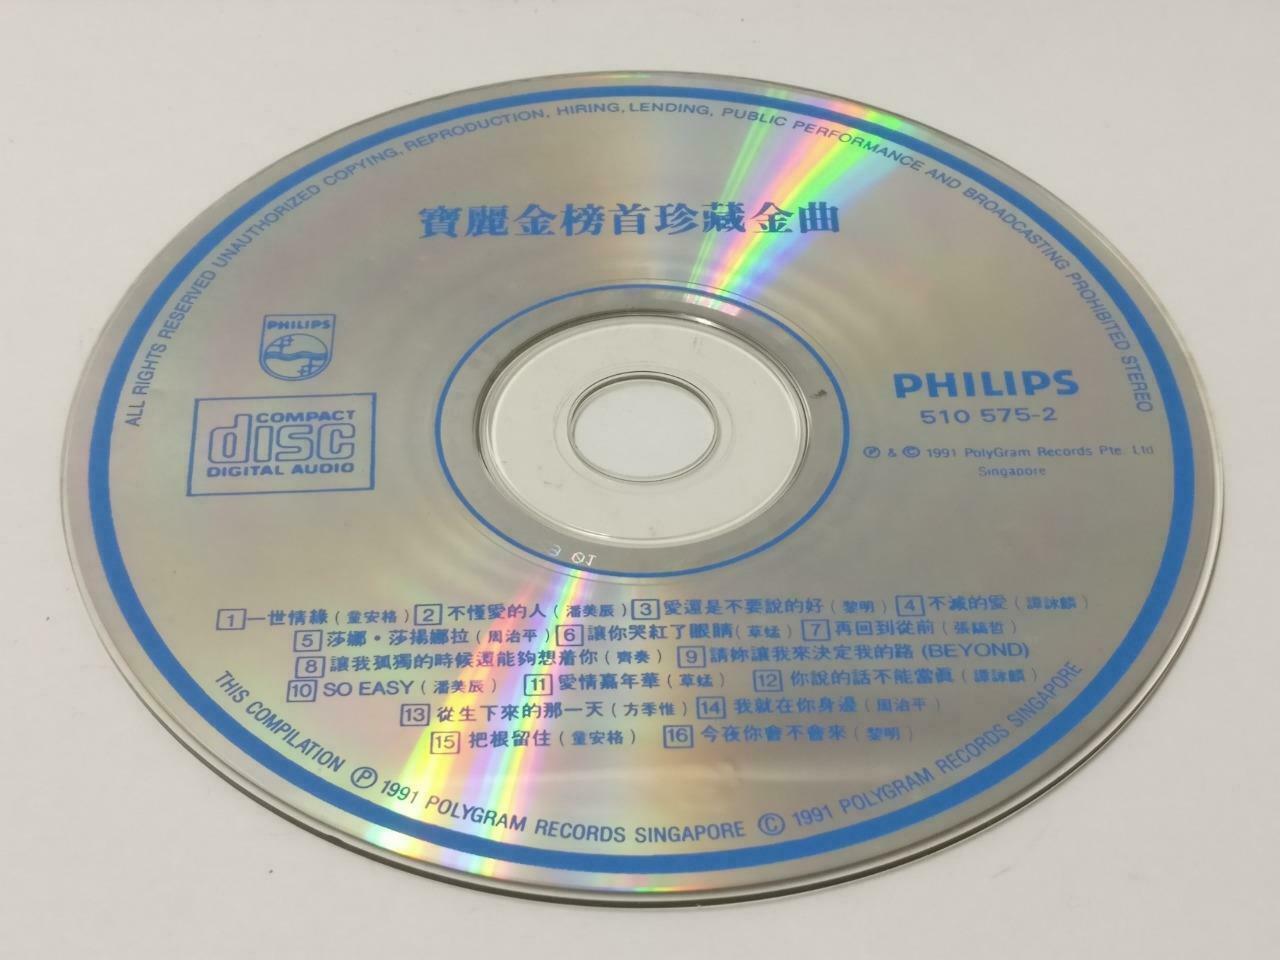 ALL RIGHTS RESERVED UNAUTHORIZED COPYING, REPRODUCTION, HIRING, LENDING, PUBLIC PERFORMANCE AND BROADCASTING PROHIBITED STEREO
寶麗金榜首珍藏金曲
PHILIPS
COMPACT
disc
DIGITAL AUDIO
PHILIPS
510 575-2
Ⓟ & © 1991 PolyGram Records Pte. Ltd
Singapore
3 01
1 一世情緣(童安格) 2 不懂愛的人(潘美辰) 3 愛還是不要說的好(黎明) 4 不滅的愛(譚詠麟)
5 莎娜·莎揚娜拉(周治平) 6 讓你哭紅了眼睛(草蜢) 7 再回到從前(張鎬哲)
8 讓我孤獨的時候還能夠想着你(齊奏) 9 請妳讓我來決定我的路 (BEYOND)
10 SO EASY (潘美辰) 11 愛情嘉年華(草蜢) 12 你說的話不能當眞(譚詠麟)
13 從生下來的那一天(方季惟) 14 我就在你身邊(周治平)
15 把根留住(童安格) 16 今夜你會不會來(黎明)
THIS COMPILATION Ⓟ 1991 POLYGRAM RECORDS SINGAPORE © 1991 POLYGRAM RECORDS SINGAPORE